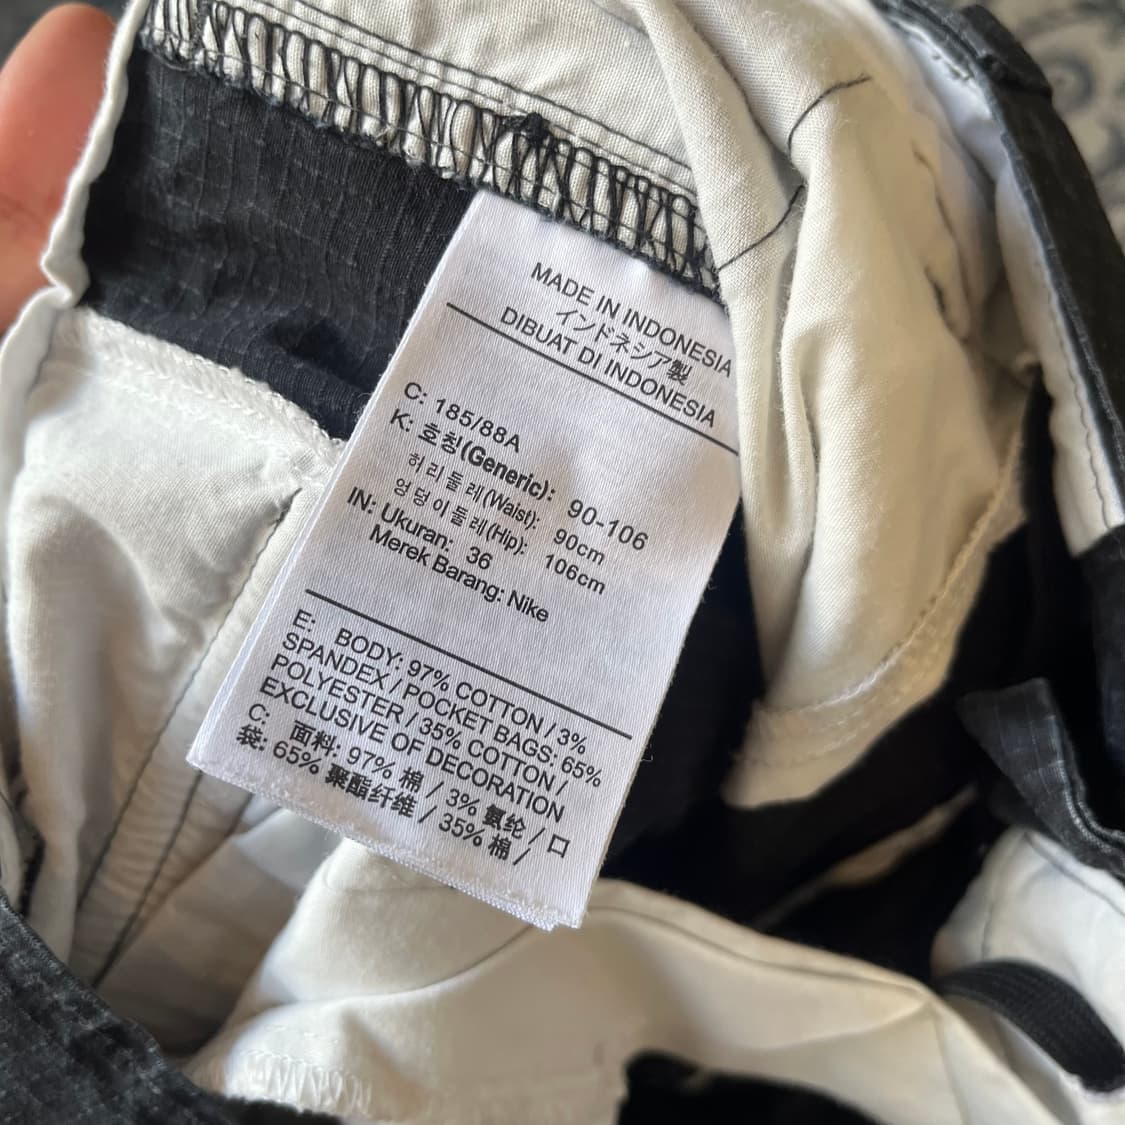 MADE IN INDONESIA
インドネシア製
DIBUAT DI INDONESIA
C: 185/88A
K: 호칭(Generic): 90-106
허리둘레(Waist): 90cm
엉덩이둘레(Hip): 106cm
IN: Ukuran: 36
Merek Barang: Nike
E: BODY: 97% COTTON / 3%
SPANDEX / POCKET BAGS: 65%
POLYESTER / 35% COTTON /
EXCLUSIVE OF DECORATION
C: 面料: 97% 棉 / 3% 氨纶 / 口
袋: 65% 聚酯纤维 / 35% 棉 /